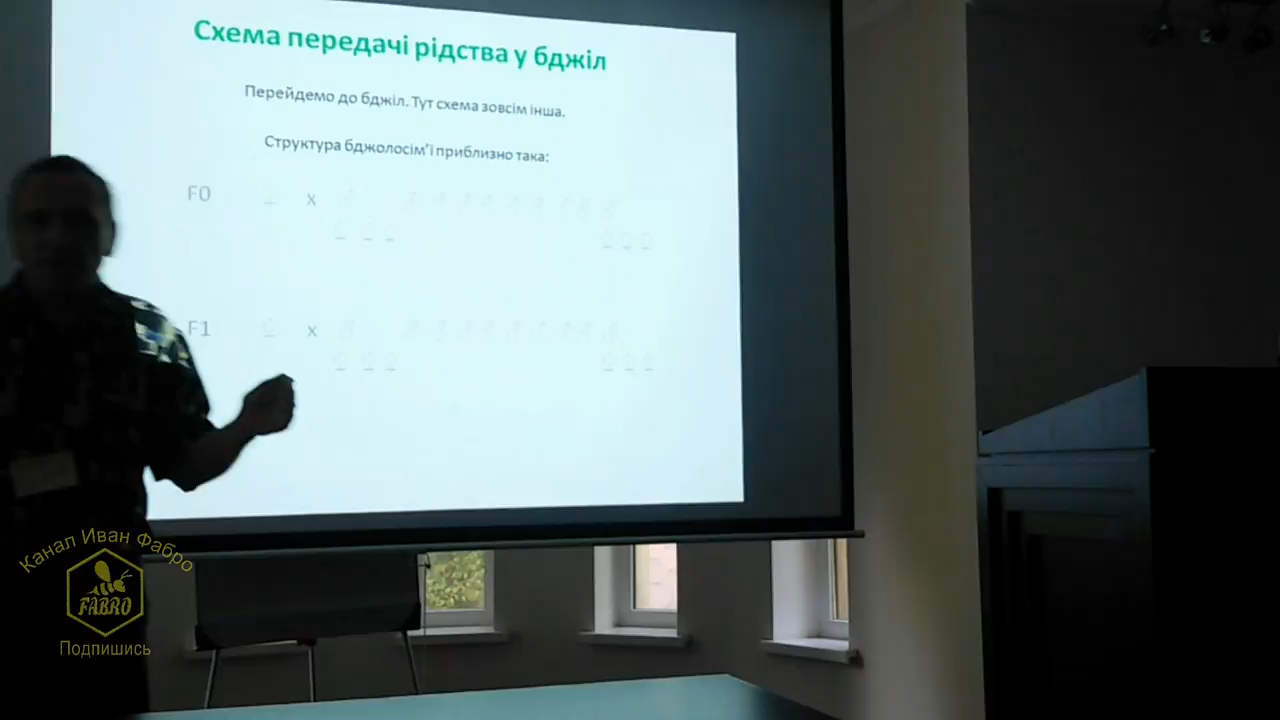 Схема передачі рідства у бджіл
Перейдемо до бджіл. Тут схема зовсім інша.
Структура бджолосім'ї приблизно така:
F0 ♀ x ♂ ♂ ♂ ♂ ♂ ♂ ♂ ♂ ♂
♀ ♀ ♀ ♀ ♀ ♀
F1 ♀ x ♂ ♂ ♂ ♂ ♂ ♂ ♂ ♂ ♂
♀ ♀ ♀ ♀ ♀ ♀
Канал Иван Фабро
FABRO
Подпишись